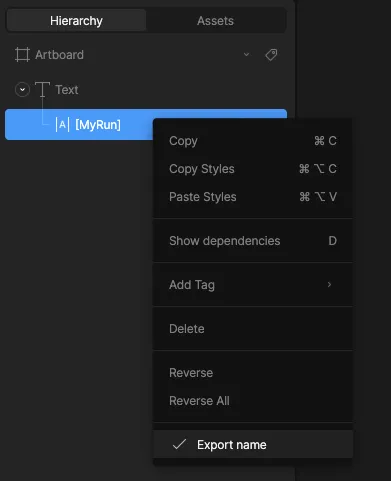 Hierarchy Assets
Artboard
Text
A [MyRun]
Copy ⌘ C
Copy Styles ⌘ ⌥ C
Paste Styles ⌘ ⌥ V
Show dependencies D
Add Tag
Delete
Reverse
Reverse All
Export name